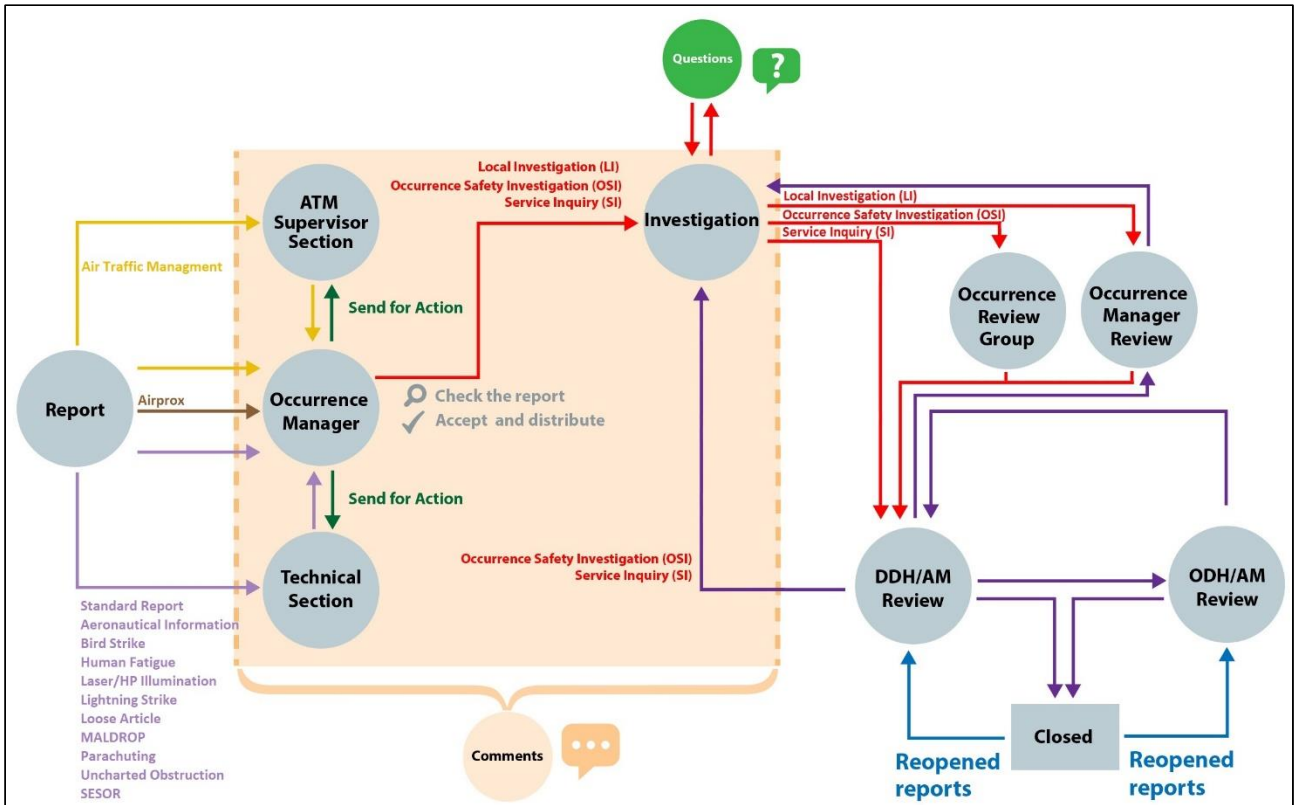 Questions
?
Local Investigation (LI)
Occurrence Safety Investigation (OSI)
Service Inquiry (SI)
ATM
Supervisor
Section
Investigation
Local Investigation (LI)
Occurrence Safety Investigation (OSI)
Service Inquiry (SI)
Air Traffic Managment
Send for Action
Occurrence
Review
Group
Occurrence
Manager
Review
Report
Airprox
Occurrence
Manager
Check the report
Accept and distribute
Send for Action
Technical
Section
Occurrence Safety Investigation (OSI)
Service Inquiry (SI)
DDH/AM
Review
ODH/AM
Review
Standard Report
Aeronautical Information
Bird Strike
Human Fatigue
Laser/HP Illumination
Lightning Strike
Loose Article
MALDROP
Parachuting
Uncharted Obstruction
SESOR
Comments
Closed
Reopened
reports
Reopened
reports